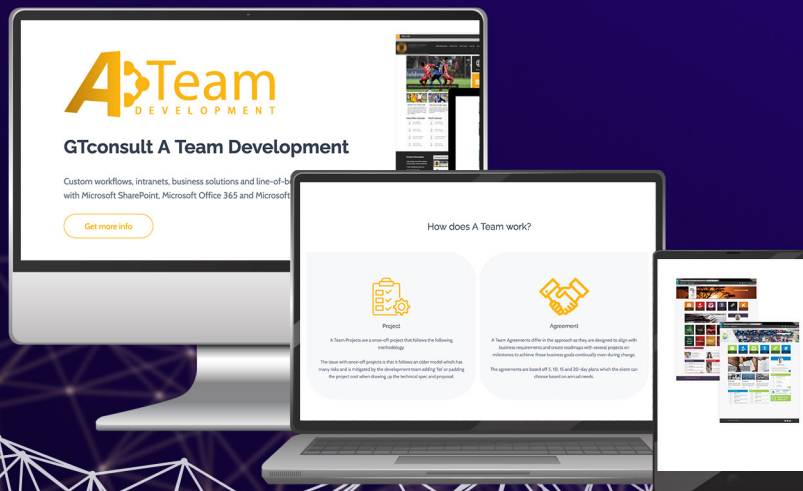 A Team
DEVELOPMENT
GTconsult A Team Development
Custom workflows, intranets, business solutions and line-of-b
with Microsoft SharePoint, Microsoft Office 365 and Microsoft
Get more info
How does A Team work?
Project
A Team Projects are a once-off project that follows the following
methodology.
The issue with once-off projects is that it follows an older model which has
many risks and is mitigated by the development team adding 'fat' or padding
the project cost when drawing up the technical spec and proposal.
Agreement
A Team Agreements differ in the approach as they are designed to align with
business requirements and create roadmaps with several projects on
milestones to achieve those business goals continually even during change.
The agreements are based off 5, 10, 15 and 20-day plans which the client can
choose based on annual needs.